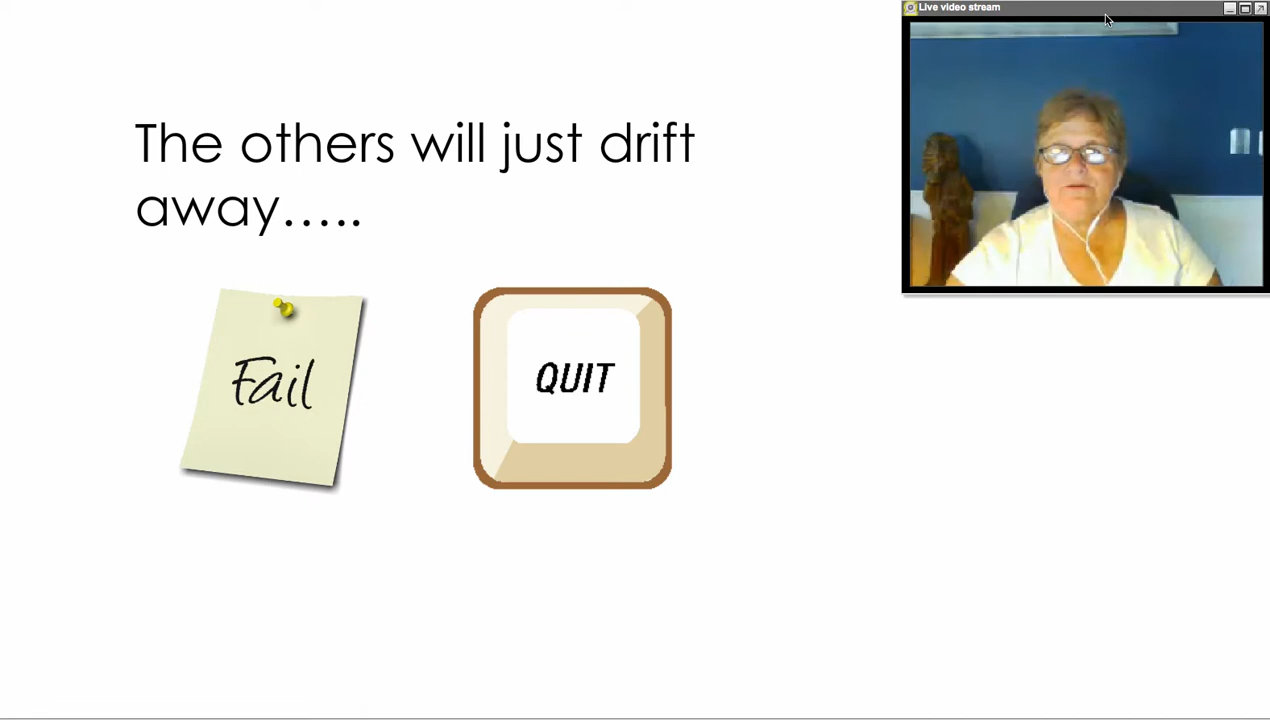 Live video stream
The others will just drift
away…..
Fail
QUIT